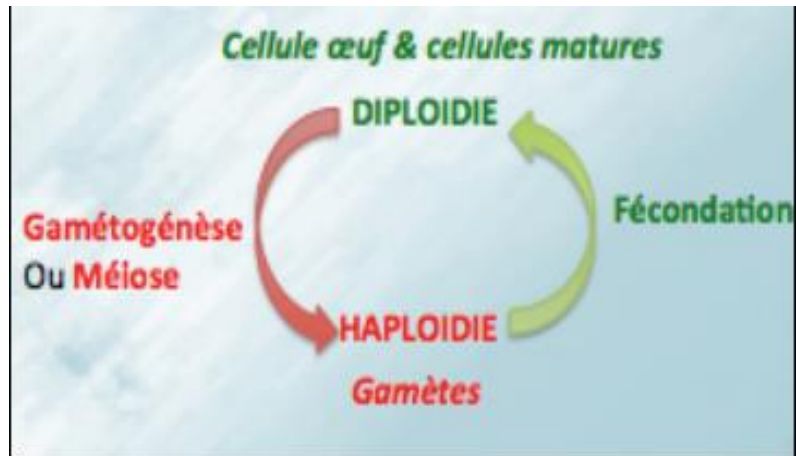 Cellule œuf & cellules matures
DIPLOIDIE
Gamétogénèse
Ou Méiose
Fécondation
HAPLOIDIE
Gamètes